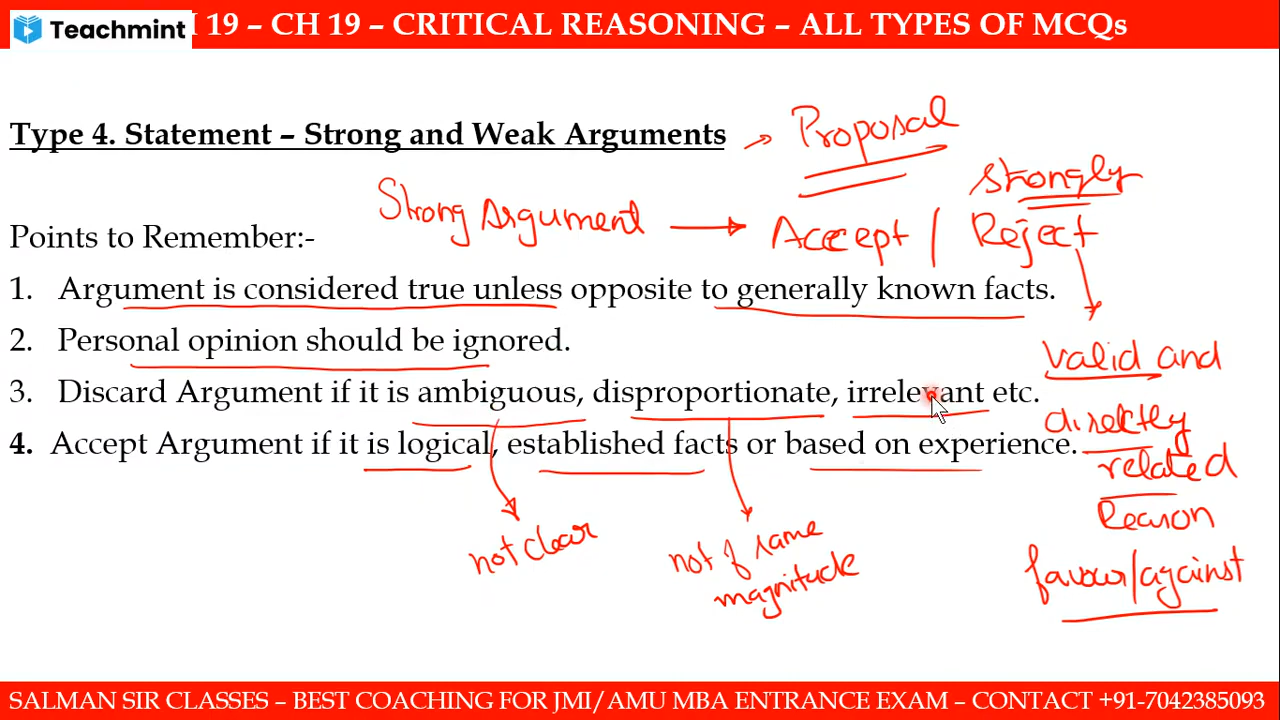 Teachmint
19 – CH 19 – CRITICAL REASONING – ALL TYPES OF MCQs
Type 4. Statement – Strong and Weak Arguments
Proposal
Strong Argument
Accept / Reject
Strongly
Points to Remember:-
1. Argument is considered true unless opposite to generally known facts.
2. Personal opinion should be ignored.
3. Discard Argument if it is ambiguous, disproportionate, irrelevant etc.
4. Accept Argument if it is logical, established facts or based on experience.
valid and
directly
related
Reason
favour/against
not clear
not of same
magnitude
SALMAN SIR CLASSES – BEST COACHING FOR JMI/AMU MBA ENTRANCE EXAM – CONTACT +91-7042385093